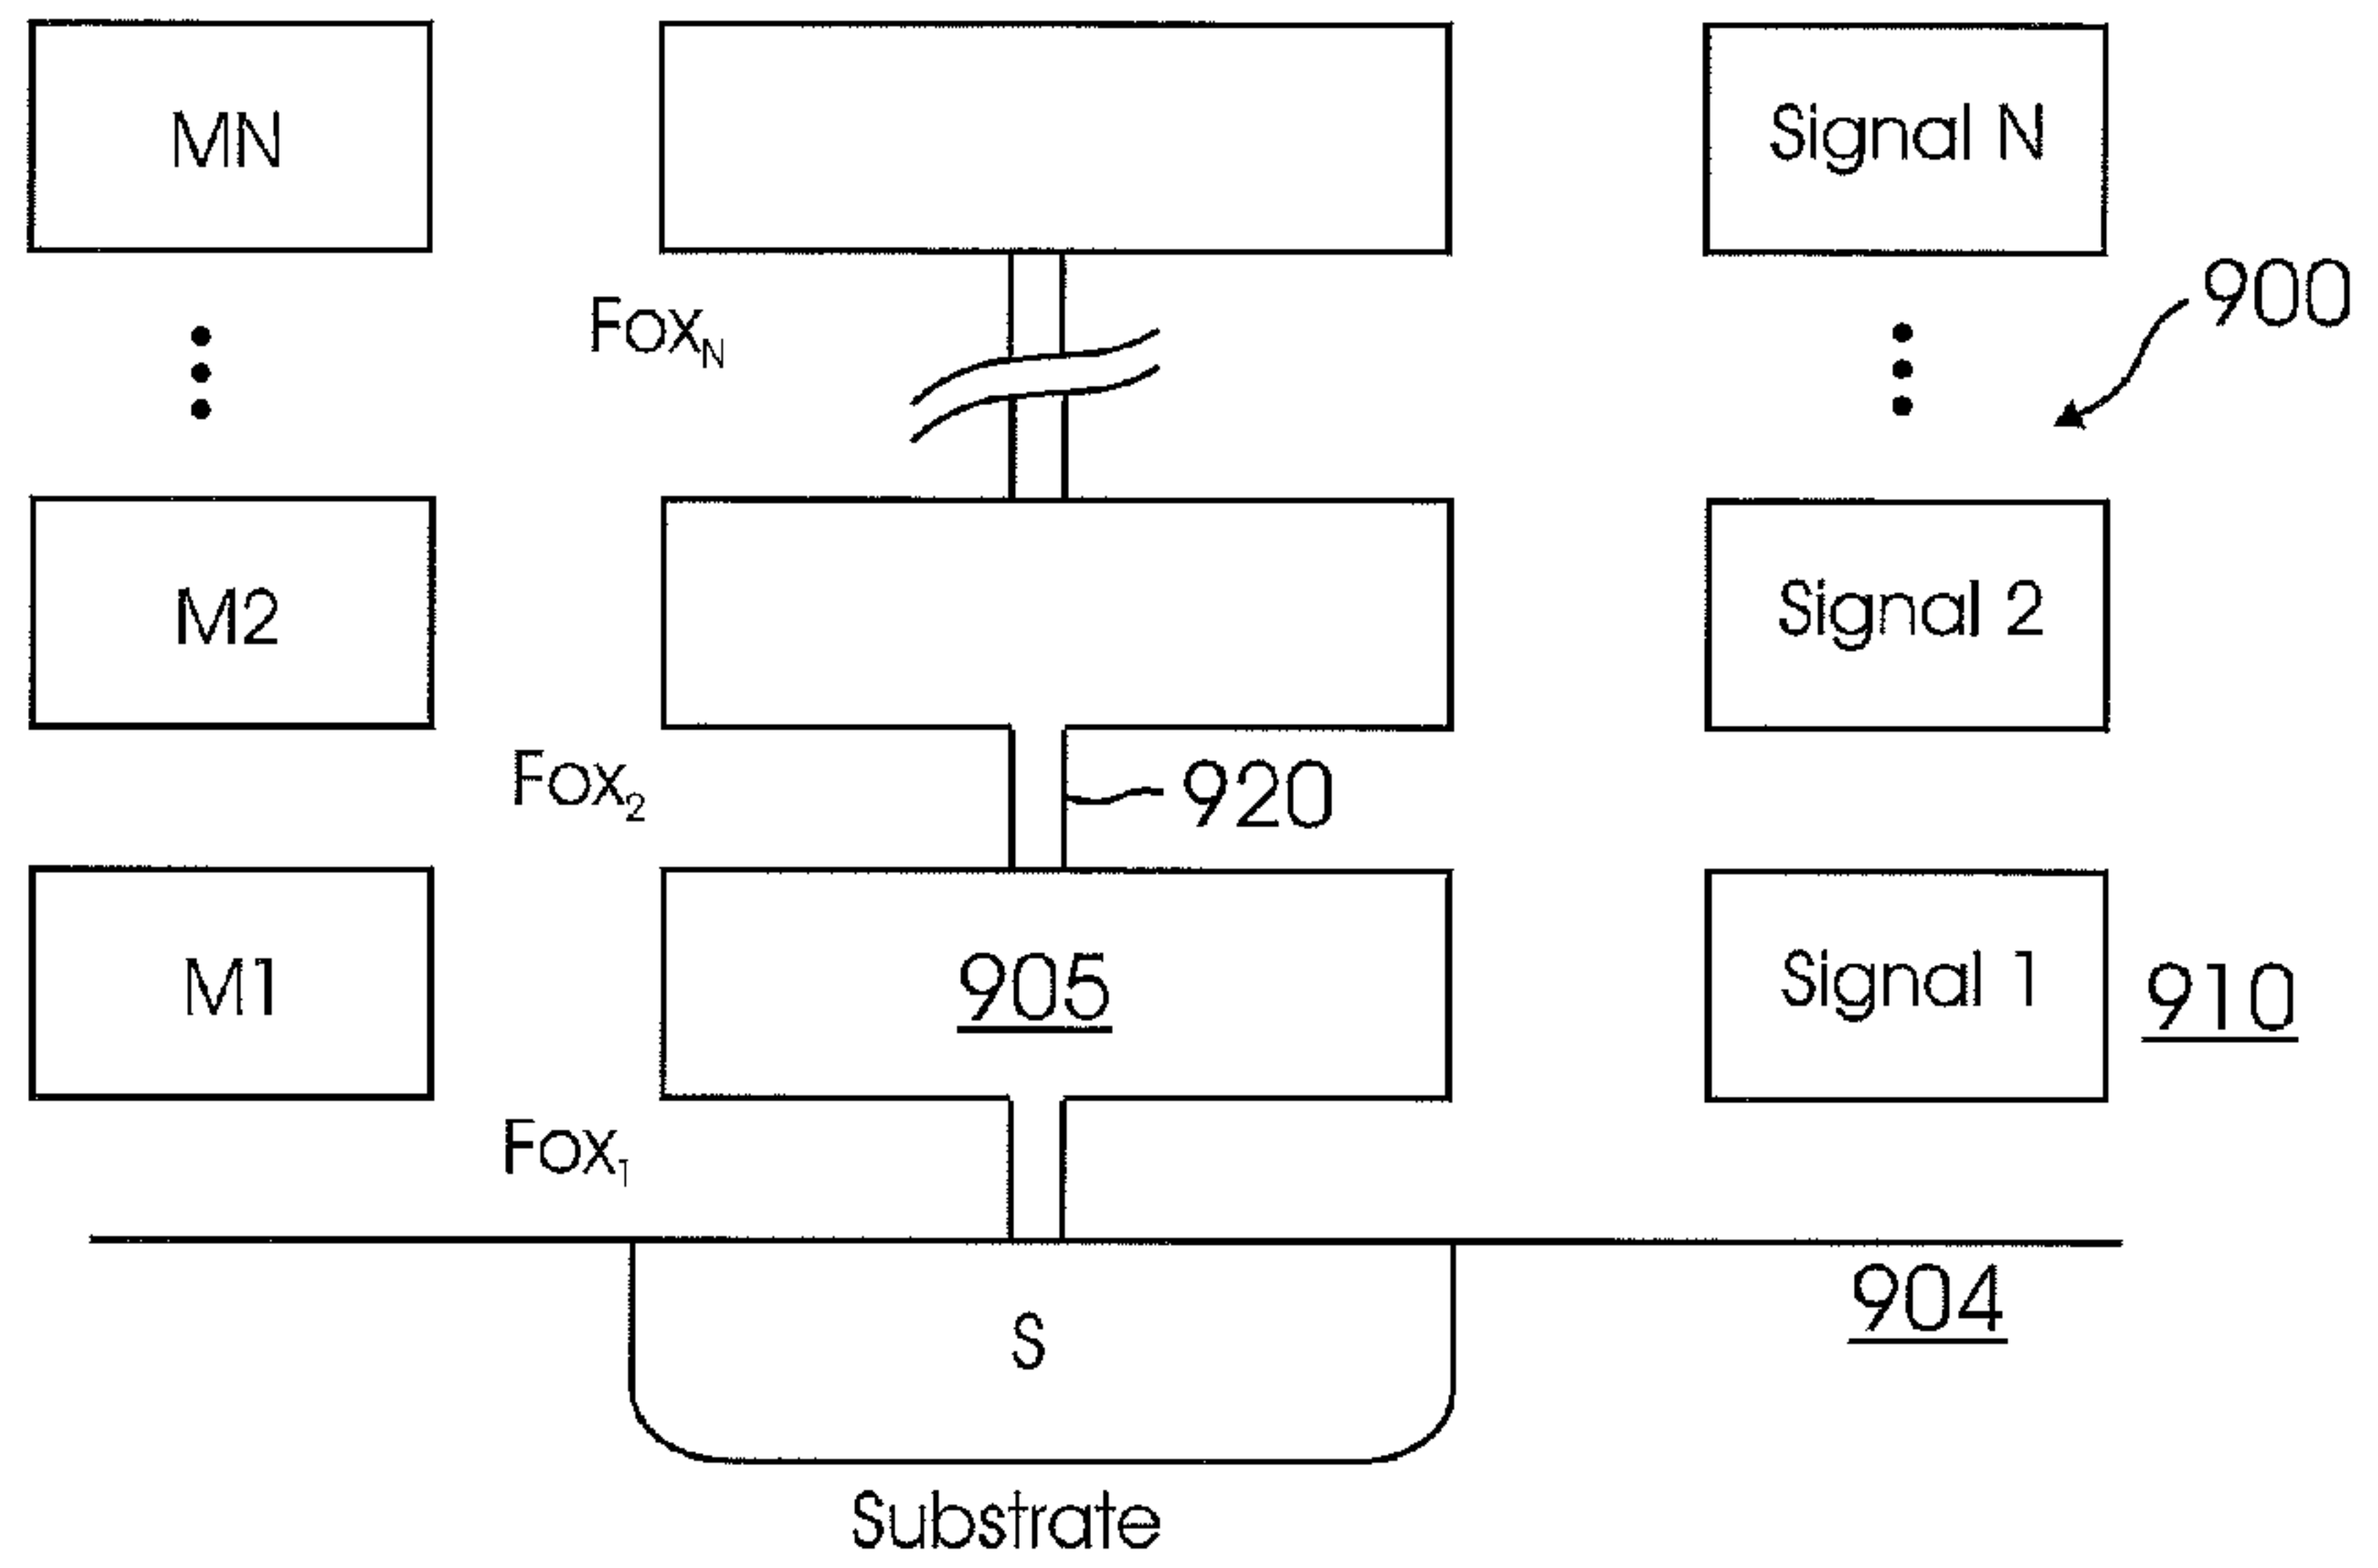 MN
Signal N
900
Fox_N
M2
Signal 2
Fox_2
920
M1
905
Signal 1
910
Fox_1
904
S
Substrate